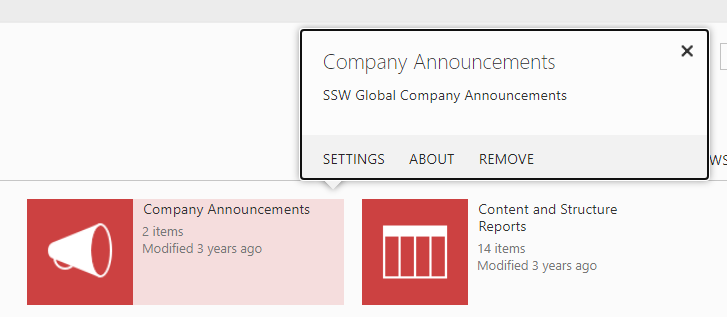 Company Announcements
SSW Global Company Announcements
SETTINGS ABOUT REMOVE
Company Announcements
2 items
Modified 3 years ago
Content and Structure
Reports
14 items
Modified 3 years ago